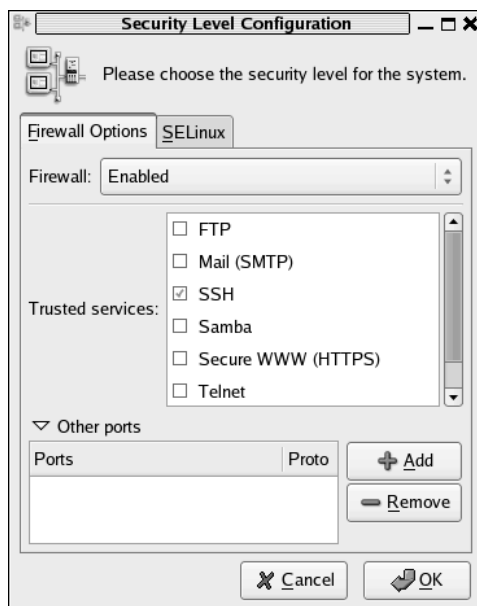 Security Level Configuration
Please choose the security level for the system.
Firewall Options
SELinux
Firewall: Enabled
Trusted services:
FTP
Mail (SMTP)
SSH
Samba
Secure WWW (HTTPS)
Telnet
Other ports
Ports Proto
Add
Remove
Cancel
OK